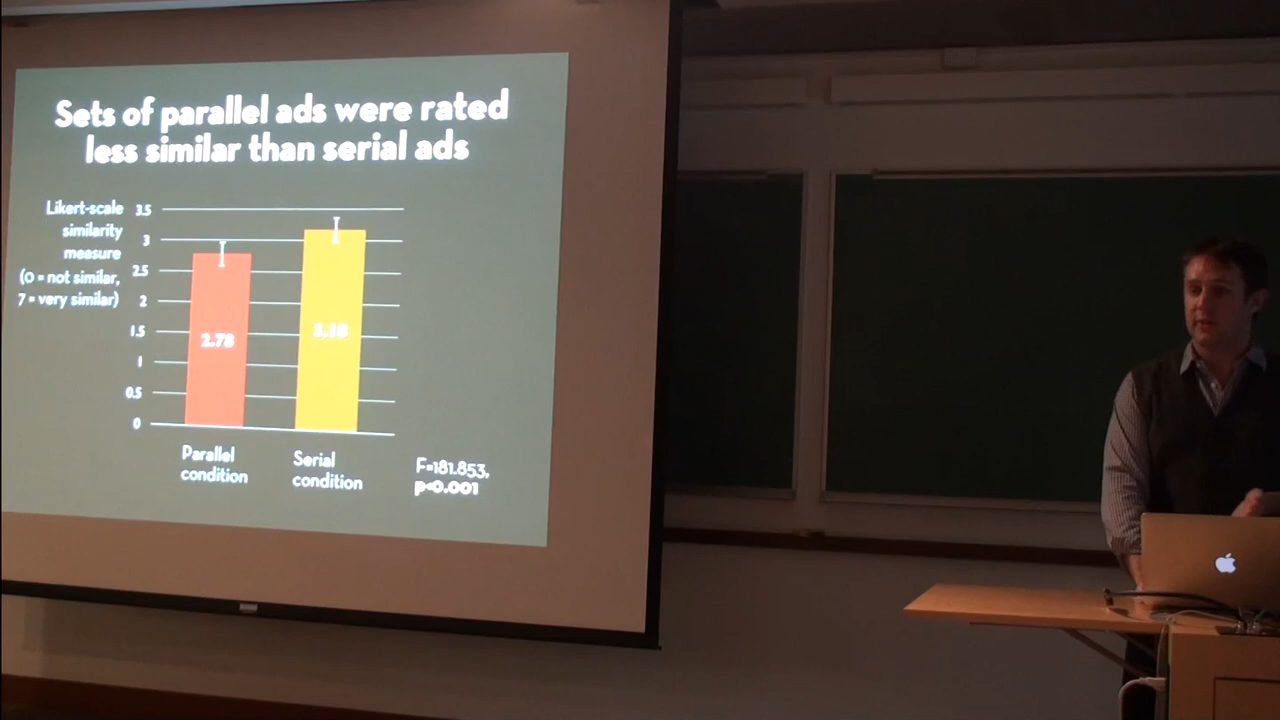 Sets of parallel ads were rated
less similar than serial ads
Likert-scale
similarity
measure
(0 = not similar,
7 = very similar)
3.5
3
2.5
2
1.5
1
0.5
0
2.78
3.18
Parallel
condition
Serial
condition
F=181.853,
p<0.001